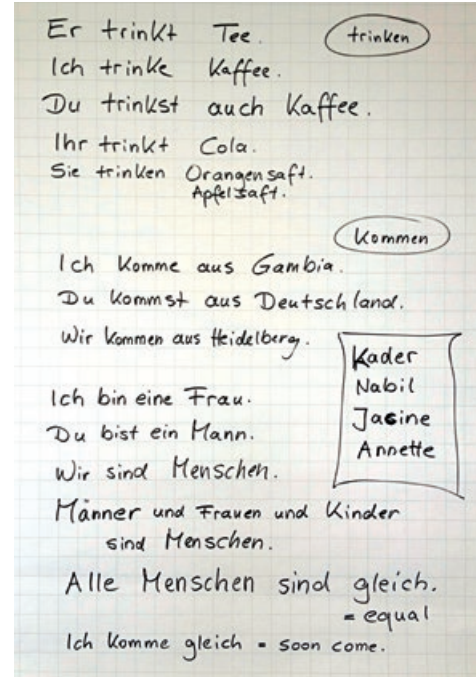 Er trinkt Tee. trinken
Ich trinke Kaffee.
Du trinkst auch Kaffee.
Ihr trinkt Cola.
Sie trinken Orangensaft.
Apfelsaft.
kommen
Ich komme aus Gambia.
Du kommst aus Deutschland.
Wir kommen aus Heidelberg.
Kader
Nabil
Jasine
Annette
Ich bin eine Frau.
Du bist ein Mann.
Wir sind Menschen.
Männer und Frauen und Kinder
sind Menschen.
Alle Menschen sind gleich.
= equal
Ich komme gleich = soon come.